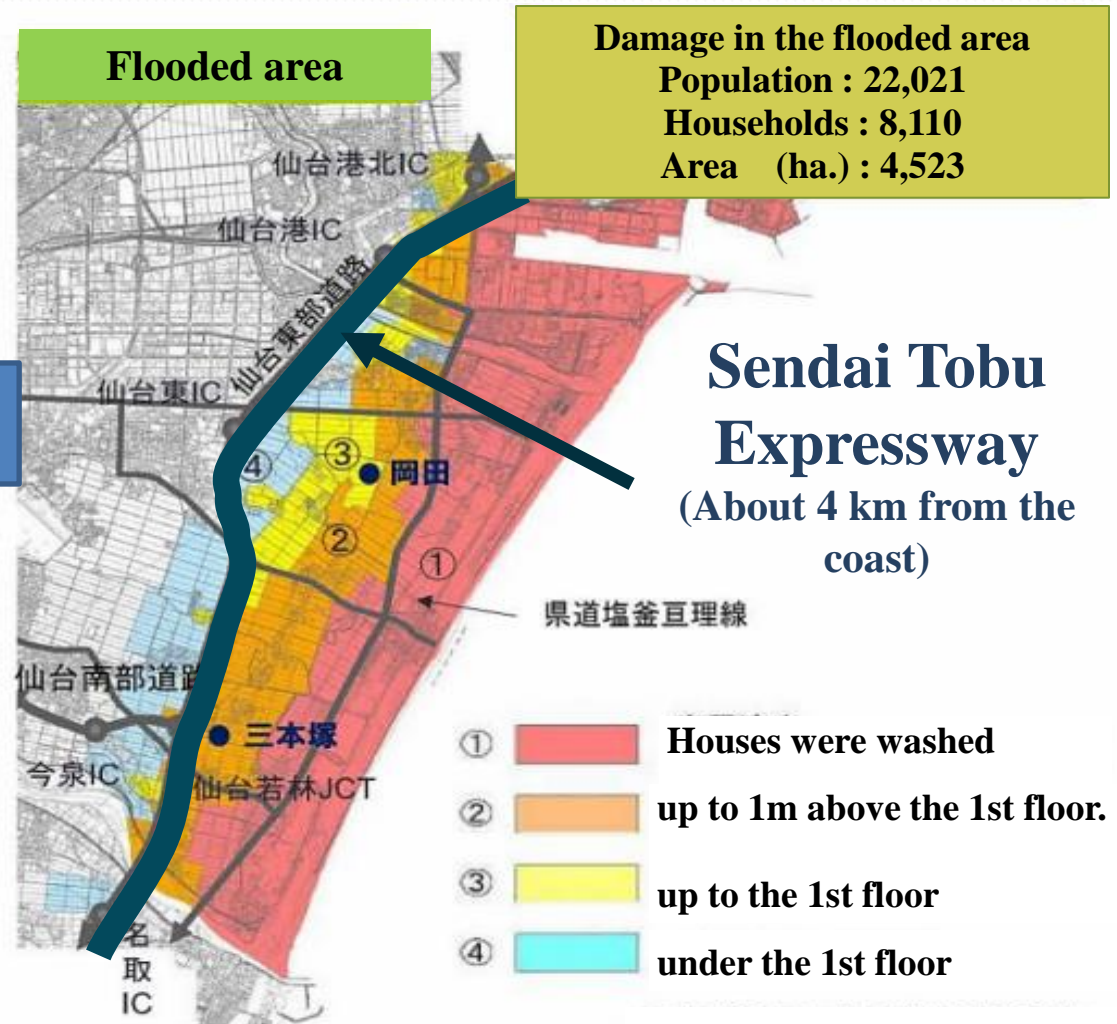 Flooded area
Damage in the flooded area
Population : 22,021
Households : 8,110
Area (ha.) : 4,523
仙台港北IC
仙台港IC
仙台東部道路
仙台東IC
Sendai Tobu
Expressway
(About 4 km from the
coast)
④
③
岡田
②
①
県道塩釜亘理線
仙台南部道路
三本塚
今泉IC
仙台若林JCT
名
取
IC
① Houses were washed
② up to 1m above the 1st floor.
③ up to the 1st floor
④ under the 1st floor